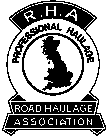 R.H.A
PROFESSIONAL HAULAGE
ROAD HAULAGE
ASSOCIATION